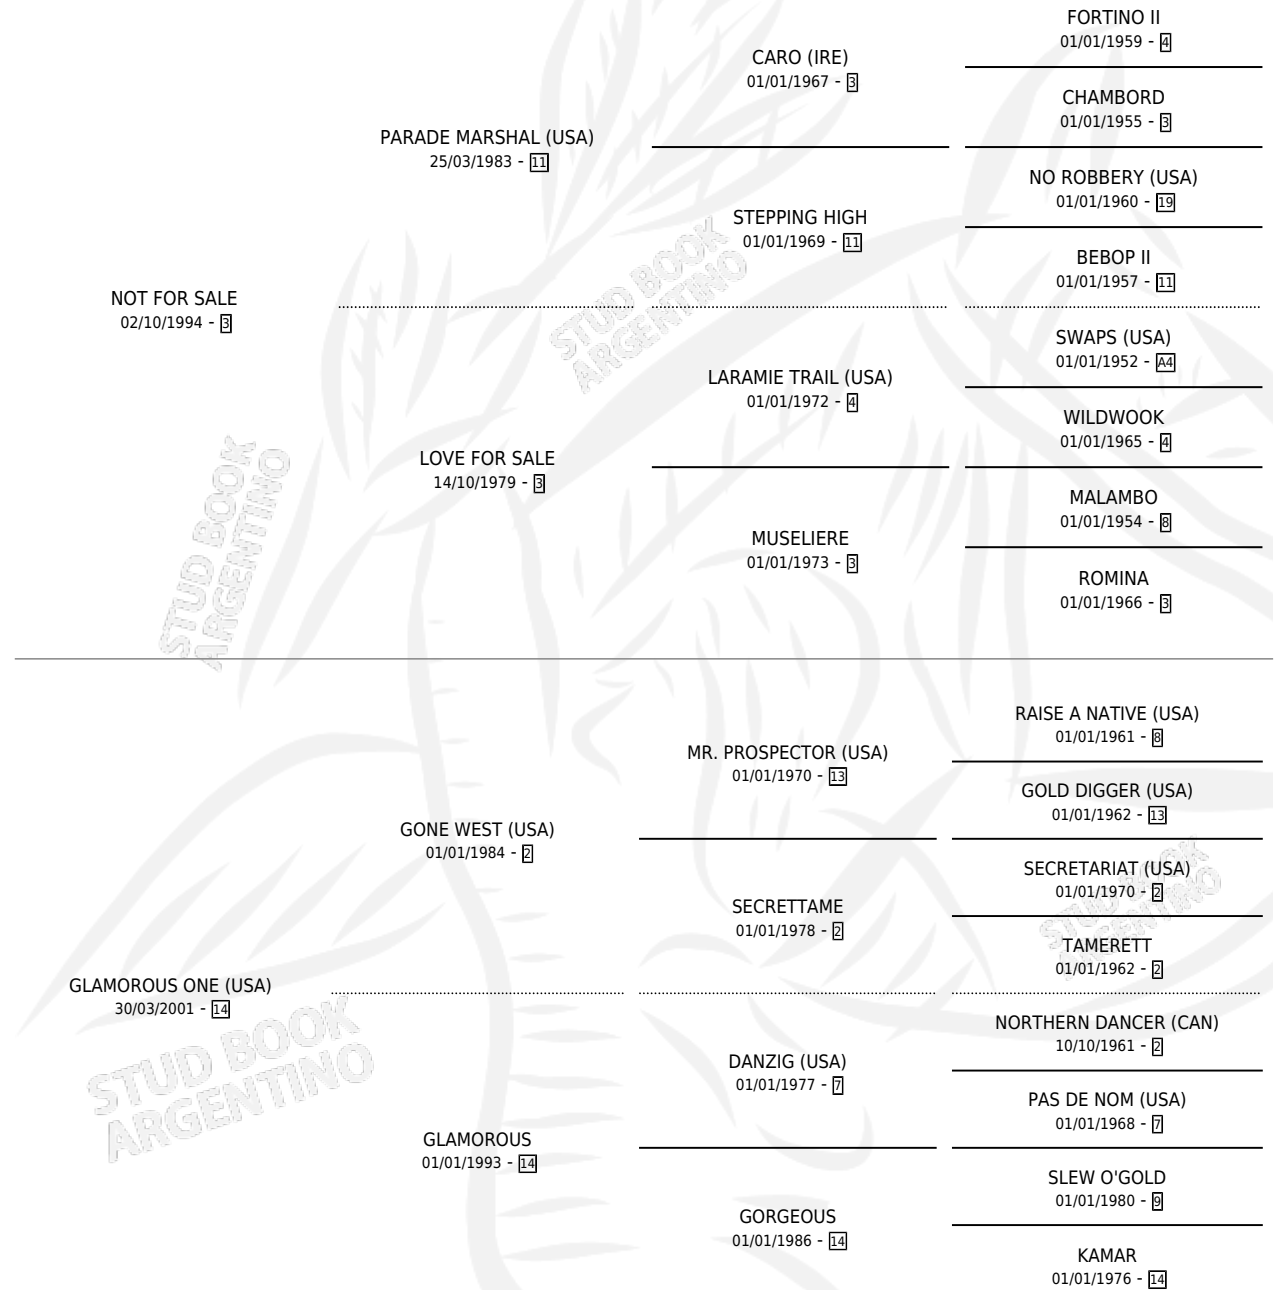 FORTINO II
01/01/1959 - 4
CARO (IRE)
01/01/1967 - 3
CHAMBORD
01/01/1955 - 3
PARADE MARSHAL (USA)
25/03/1983 - 11
NO ROBBERY (USA)
01/01/1960 - 19
STEPPING HIGH
01/01/1969 - 11
BEBOP II
01/01/1957 - 11
NOT FOR SALE
02/10/1994 - 3
SWAPS (USA)
01/01/1952 - A4
LARAMIE TRAIL (USA)
01/01/1972 - 4
WILDWOOK
01/01/1965 - 4
LOVE FOR SALE
14/10/1979 - 3
MALAMBO
01/01/1954 - 8
MUSELIERE
01/01/1973 - 3
ROMINA
01/01/1966 - 3
STUD BOOK
ARGENTINO
STUD BOOK
ARGENTINO
RAISE A NATIVE (USA)
01/01/1961 - 8
MR. PROSPECTOR (USA)
01/01/1970 - 13
GOLD DIGGER (USA)
01/01/1962 - 13
GONE WEST (USA)
01/01/1984 - 2
SECRETARIAT (USA)
01/01/1970 - 2
SECRETTAME
01/01/1978 - 2
TAMERETT
01/01/1962 - 2
GLAMOROUS ONE (USA)
30/03/2001 - 14
NORTHERN DANCER (CAN)
10/10/1961 - 2
DANZIG (USA)
01/01/1977 - 7
PAS DE NOM (USA)
01/01/1968 - 7
GLAMOROUS
01/01/1993 - 14
SLEW O'GOLD
01/01/1980 - 9
GORGEOUS
01/01/1986 - 14
KAMAR
01/01/1976 - 14
STUD BOOK
ARGENTINO
STUD BOOK
ARGENTINO